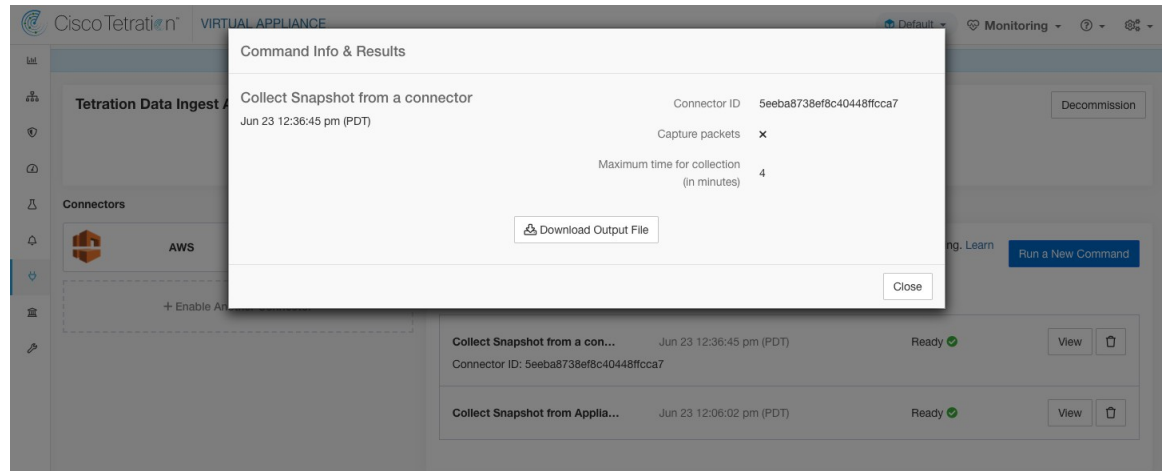 Cisco Tetration™ VIRTUAL APPLIANCE
Default
Monitoring
Command Info & Results
Tetration Data Ingest A
Collect Snapshot from a connector
Jun 23 12:36:45 pm (PDT)
Connector ID 5eeba8738ef8c40448ffcca7
Capture packets ×
Maximum time for collection
(in minutes) 4
Decommission
Connectors
Download Output File
AWS
ng. Learn
Run a New Command
Close
+ Enable An
Collect Snapshot from a con... Jun 23 12:36:45 pm (PDT) Ready View
Connector ID: 5eeba8738ef8c40448ffcca7
Collect Snapshot from Applia... Jun 23 12:06:02 pm (PDT) Ready View